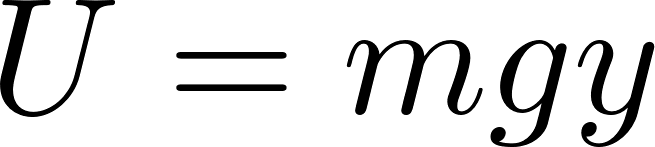 U = mgy